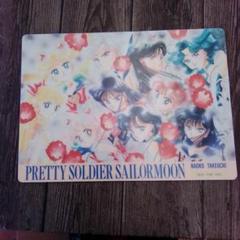 PRETTY SOLDIER SAILORMOON
NAOKO TAKEUCHI